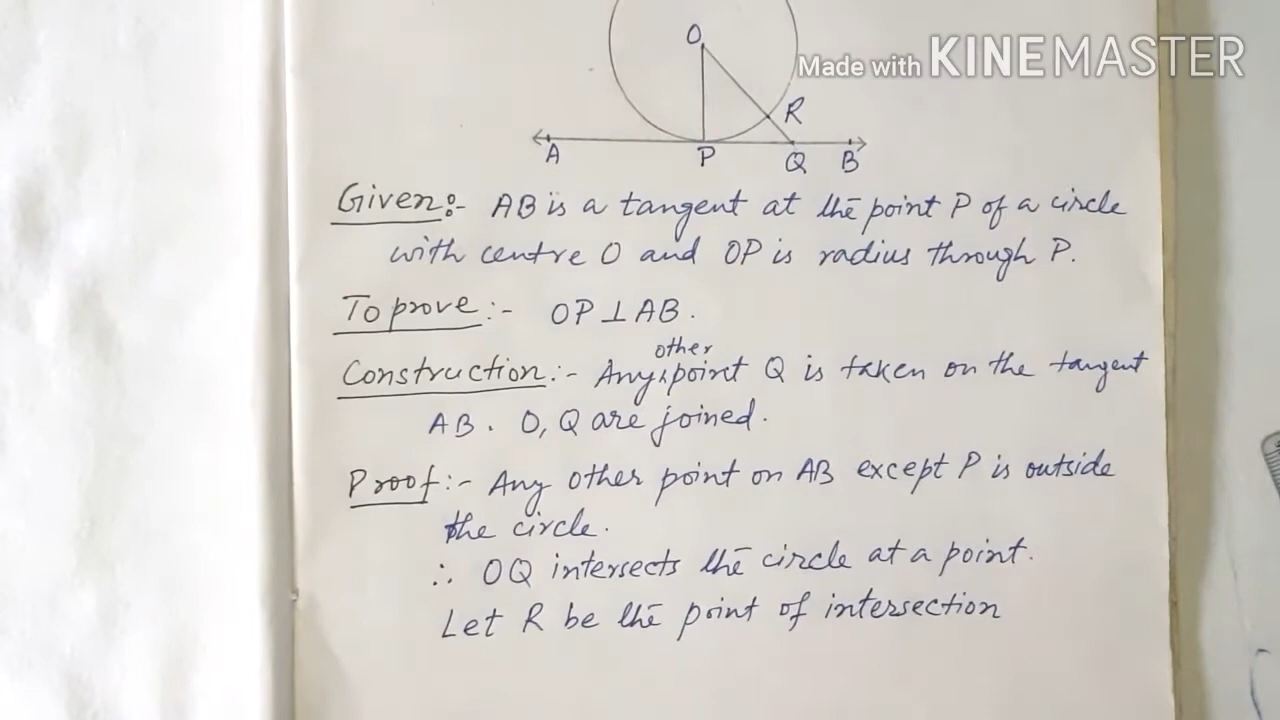 O
Made with KINEMASTER
R
A P Q B
Given:- AB is a tangent at the point P of a circle
with centre O and OP is radius through P.
To prove:- OP⊥AB.
other
Construction:- Any‸point Q is taken on the tangent
AB. O, Q are joined.
Proof:- Any other point on AB except P is outside
the circle.
∴ OQ intersects the circle at a point.
Let R be the point of intersection